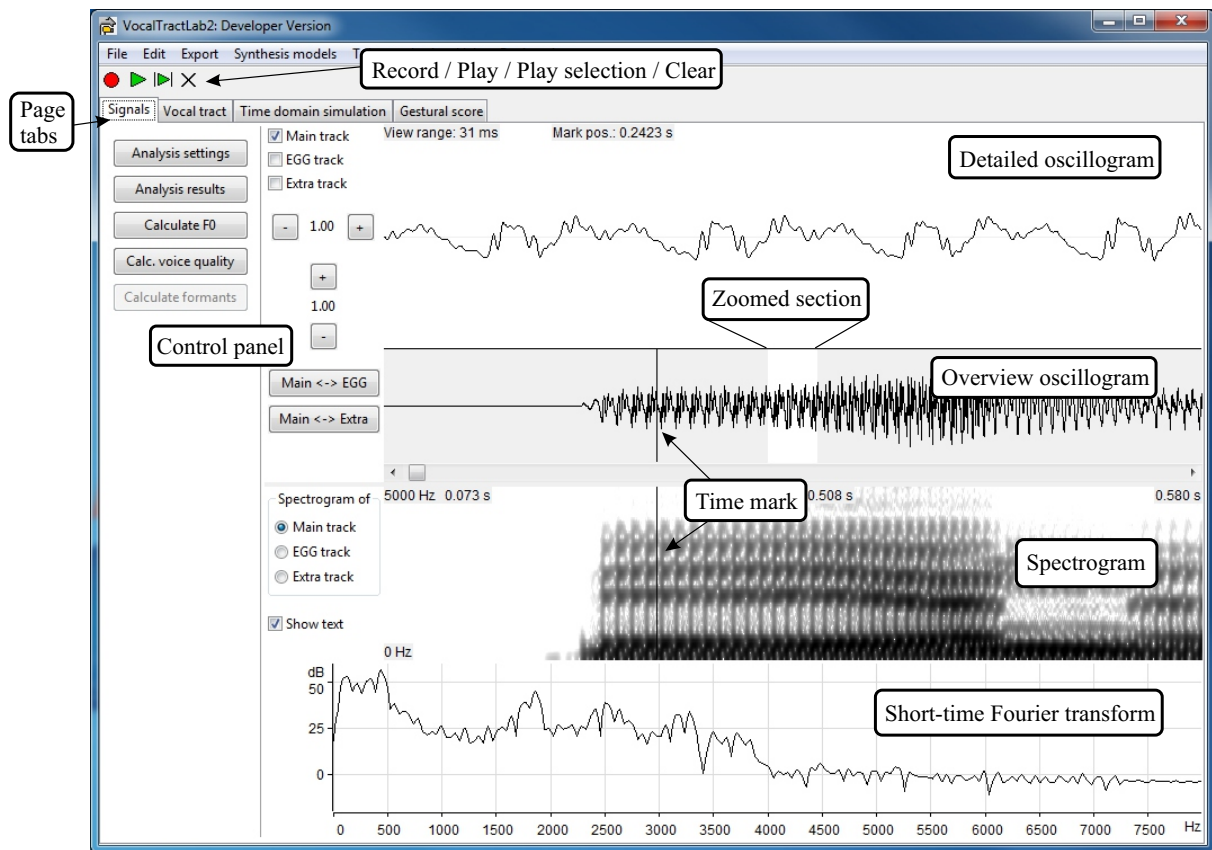 VocalTractLab2: Developer Version
File Edit Export Synthesis models
Record / Play / Play selection / Clear
Page
tabs
Signals Vocal tract Time domain simulation Gestural score
Analysis settings
Analysis results
Calculate F0
Calc. voice quality
Calculate formants
Control panel
Main track
EGG track
Extra track
- 1.00 +
+
1.00
-
Main <-> EGG
Main <-> Extra
View range: 31 ms Mark pos.: 0.2423 s
Detailed oscillogram
Zoomed section
Overview oscillogram
Time mark
Spectrogram of
Main track
EGG track
Extra track
Show text
5000 Hz 0.073 s 0.508 s 0.580 s
Spectrogram
0 Hz
dB
50
25
0
Short-time Fourier transform
0 500 1000 1500 2000 2500 3000 3500 4000 4500 5000 5500 6000 6500 7000 7500 Hz